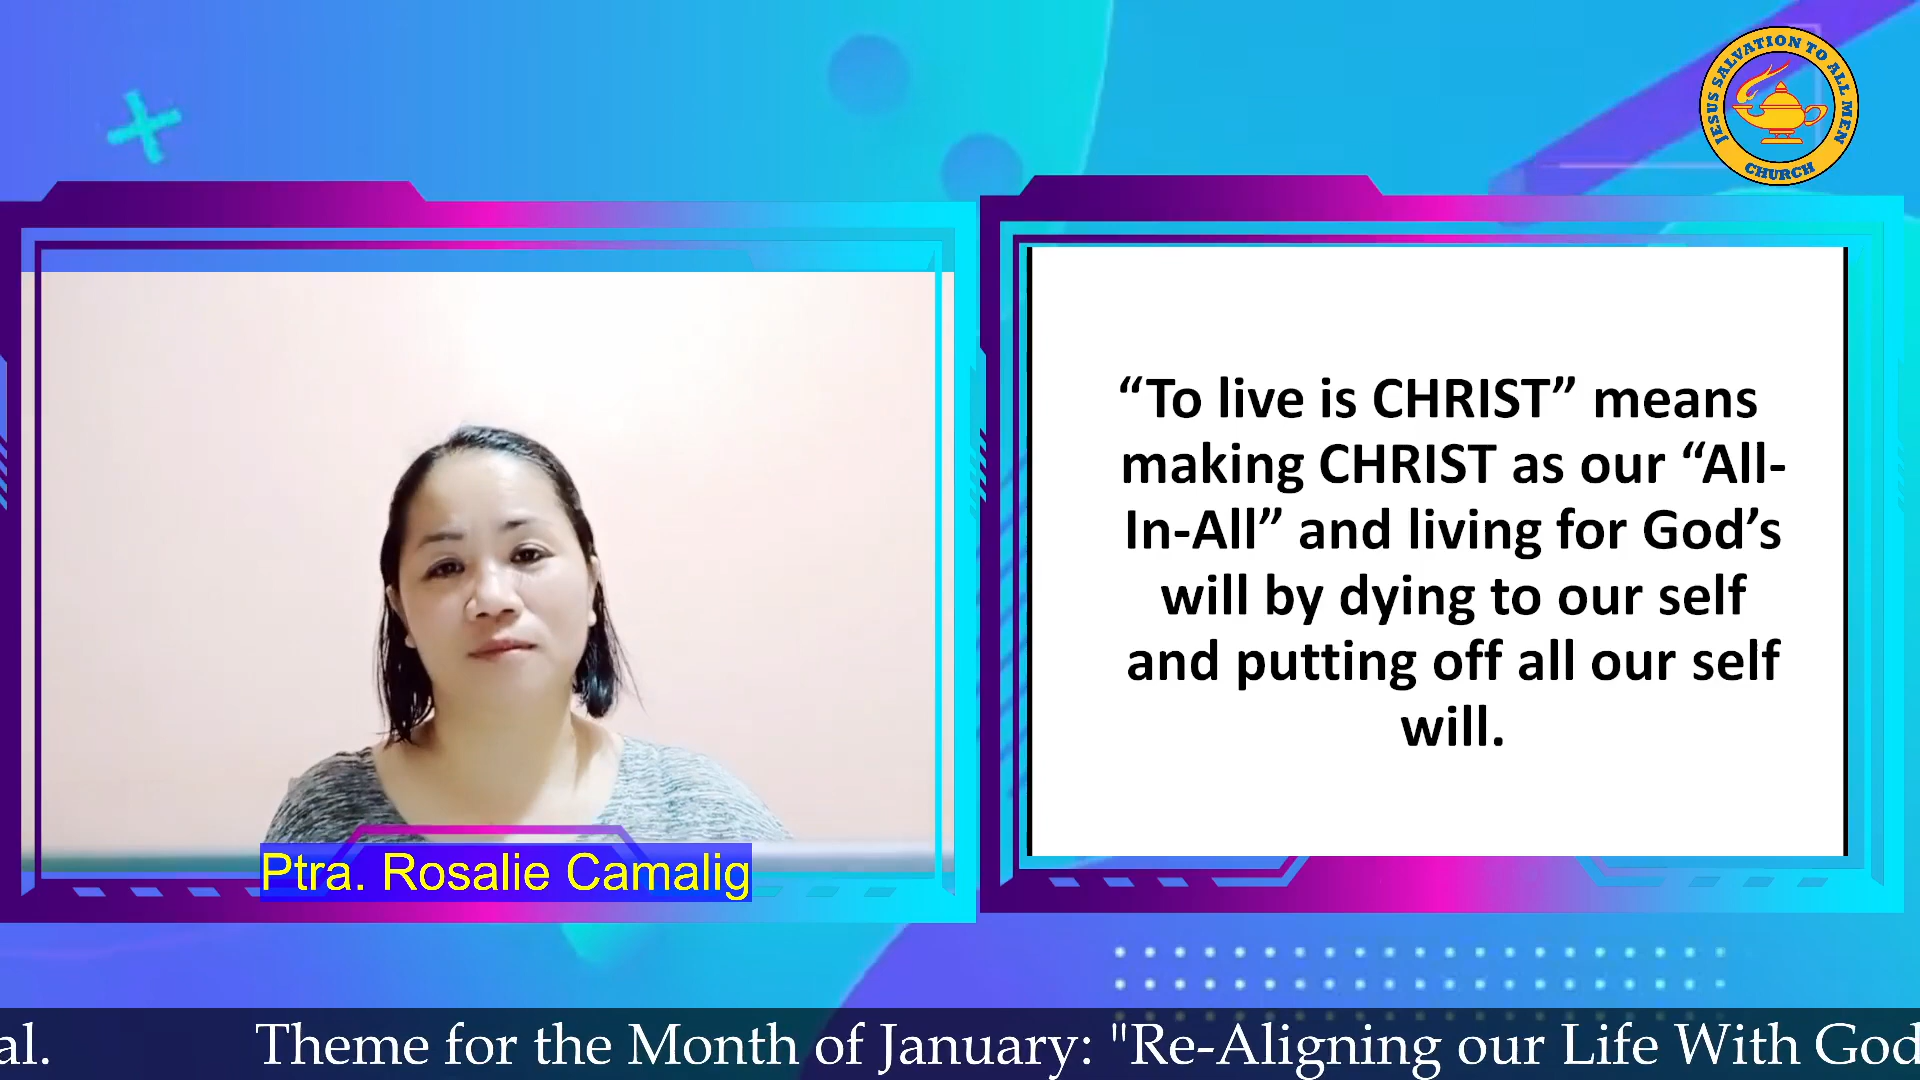 JESUS SALVATION TO ALL MEN
CHURCH
“To live is CHRIST” means
making CHRIST as our “All-
In-All” and living for God’s
will by dying to our self
and putting off all our self
will.
Ptra. Rosalie Camalig
al. Theme for the Month of January: "Re-Aligning our Life With God